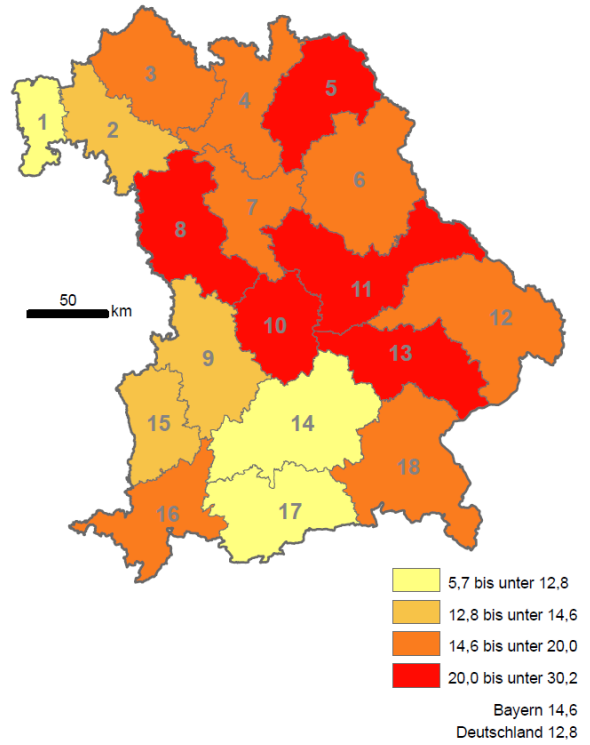 3
5
4
1
2
6
7
8
11
50 km
10
12
13
9
15
14
18
16
17
5,7 bis unter 12,8
12,8 bis unter 14,6
14,6 bis unter 20,0
20,0 bis unter 30,2
Bayern 14,6
Deutschland 12,8